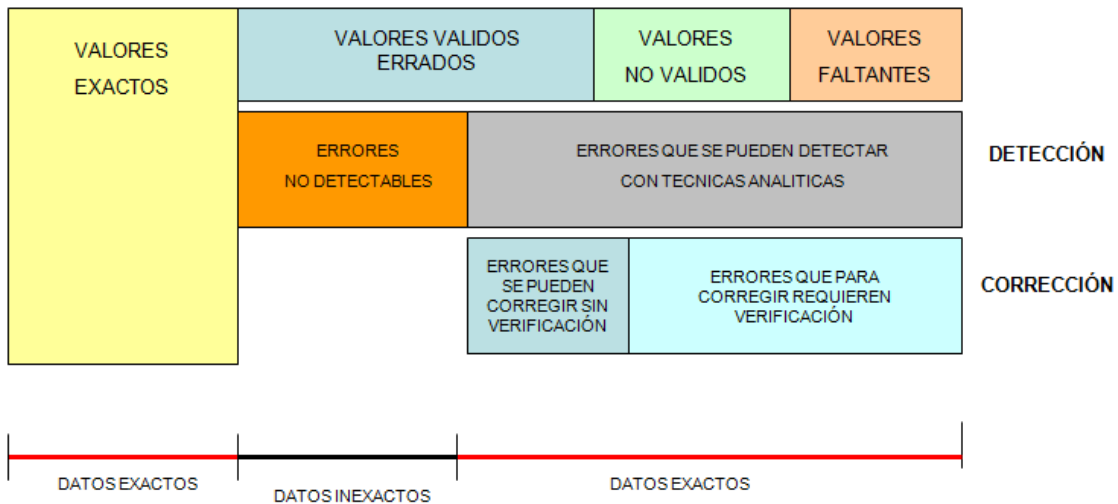 VALORES
EXACTOS
VALORES VALIDOS
ERRADOS
VALORES
NO VALIDOS
VALORES
FALTANTES
ERRORES
NO DETECTABLES
ERRORES QUE SE PUEDEN DETECTAR
CON TECNICAS ANALITICAS
DETECCIÓN
ERRORES QUE
SE PUEDEN
CORREGIR SIN
VERIFICACIÓN
ERRORES QUE PARA
CORREGIR REQUIEREN
VERIFICACIÓN
CORRECCIÓN
DATOS EXACTOS
DATOS INEXACTOS
DATOS EXACTOS